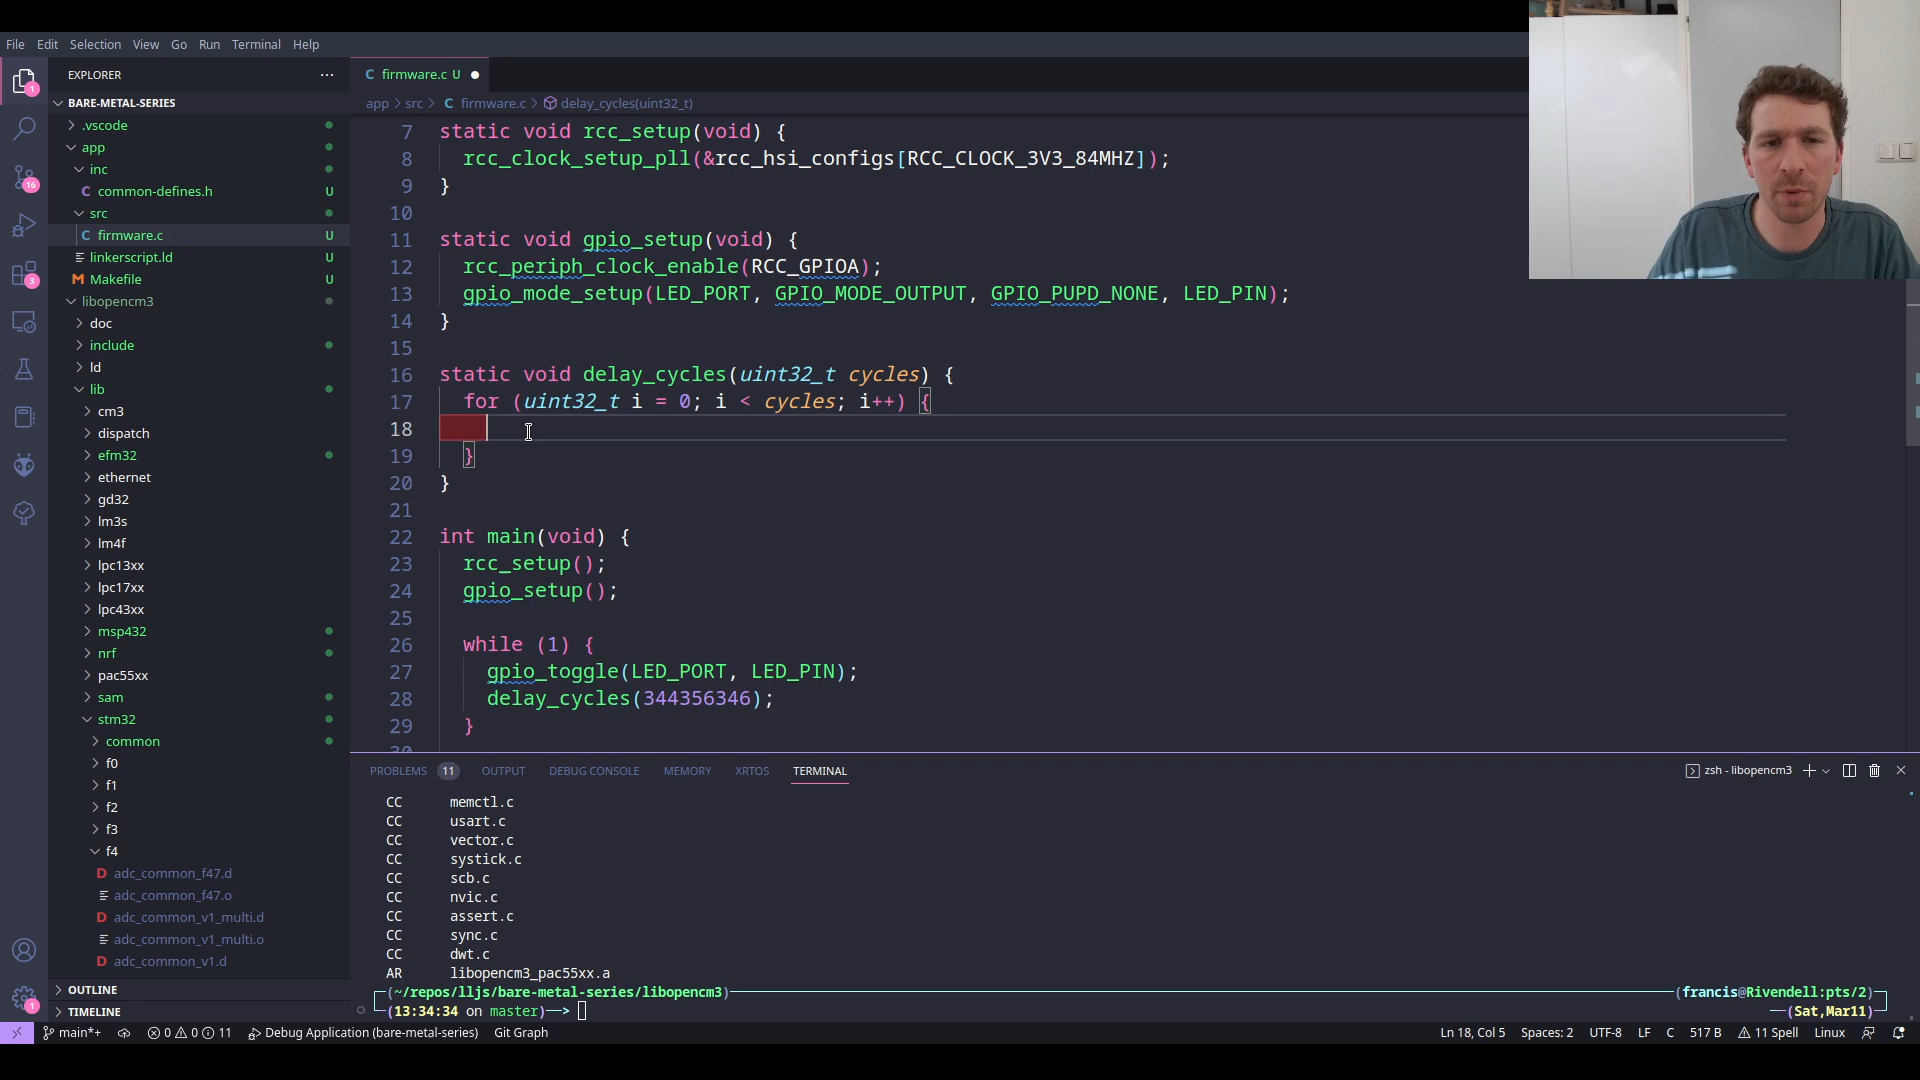 File Edit Selection View Go Run Terminal Help
EXPLORER
BARE-METAL-SERIES
.vscode
app
inc
C common-defines.h U
src
C firmware.c U
linkerscript.ld U
M Makefile U
libopencm3
doc
include
ld
lib
cm3
dispatch
efm32
ethernet
gd32
lm3s
lm4f
lpc13xx
lpc17xx
lpc43xx
msp432
nrf
pac55xx
sam
stm32
common
f0
f1
f2
f3
f4
D adc_common_f47.d
adc_common_f47.o
D adc_common_v1_multi.d
adc_common_v1_multi.o
D adc_common_v1.d
OUTLINE
TIMELINE
1
16
3
1
C firmware.c U
app > src > C firmware.c > delay_cycles(uint32_t)
7 static void rcc_setup(void) {
8 rcc_clock_setup_pll(&rcc_hsi_configs[RCC_CLOCK_3V3_84MHZ]);
9 }
10
11 static void gpio_setup(void) {
12 rcc_periph_clock_enable(RCC_GPIOA);
13 gpio_mode_setup(LED_PORT, GPIO_MODE_OUTPUT, GPIO_PUPD_NONE, LED_PIN);
14 }
15
16 static void delay_cycles(uint32_t cycles) {
17 for (uint32_t i = 0; i < cycles; i++) {
18
19 }
20 }
21
22 int main(void) {
23 rcc_setup();
24 gpio_setup();
25
26 while (1) {
27 gpio_toggle(LED_PORT, LED_PIN);
28 delay_cycles(344356346);
29 }
30
PROBLEMS 11 OUTPUT DEBUG CONSOLE MEMORY XRTOS TERMINAL zsh - libopencm3
CC memctl.c
CC usart.c
CC vector.c
CC systick.c
CC scb.c
CC nvic.c
CC assert.c
CC sync.c
CC dwt.c
AR libopencm3_pac55xx.a
(~/repos/lljs/bare-metal-series/libopencm3) (francis@Rivendell:pts/2)
(13:34:34 on master)—> (Sat,Mar11)
main*+ 0 0 11 Debug Application (bare-metal-series) Git Graph Ln 18, Col 5 Spaces: 2 UTF-8 LF C 517 B 11 Spell Linux